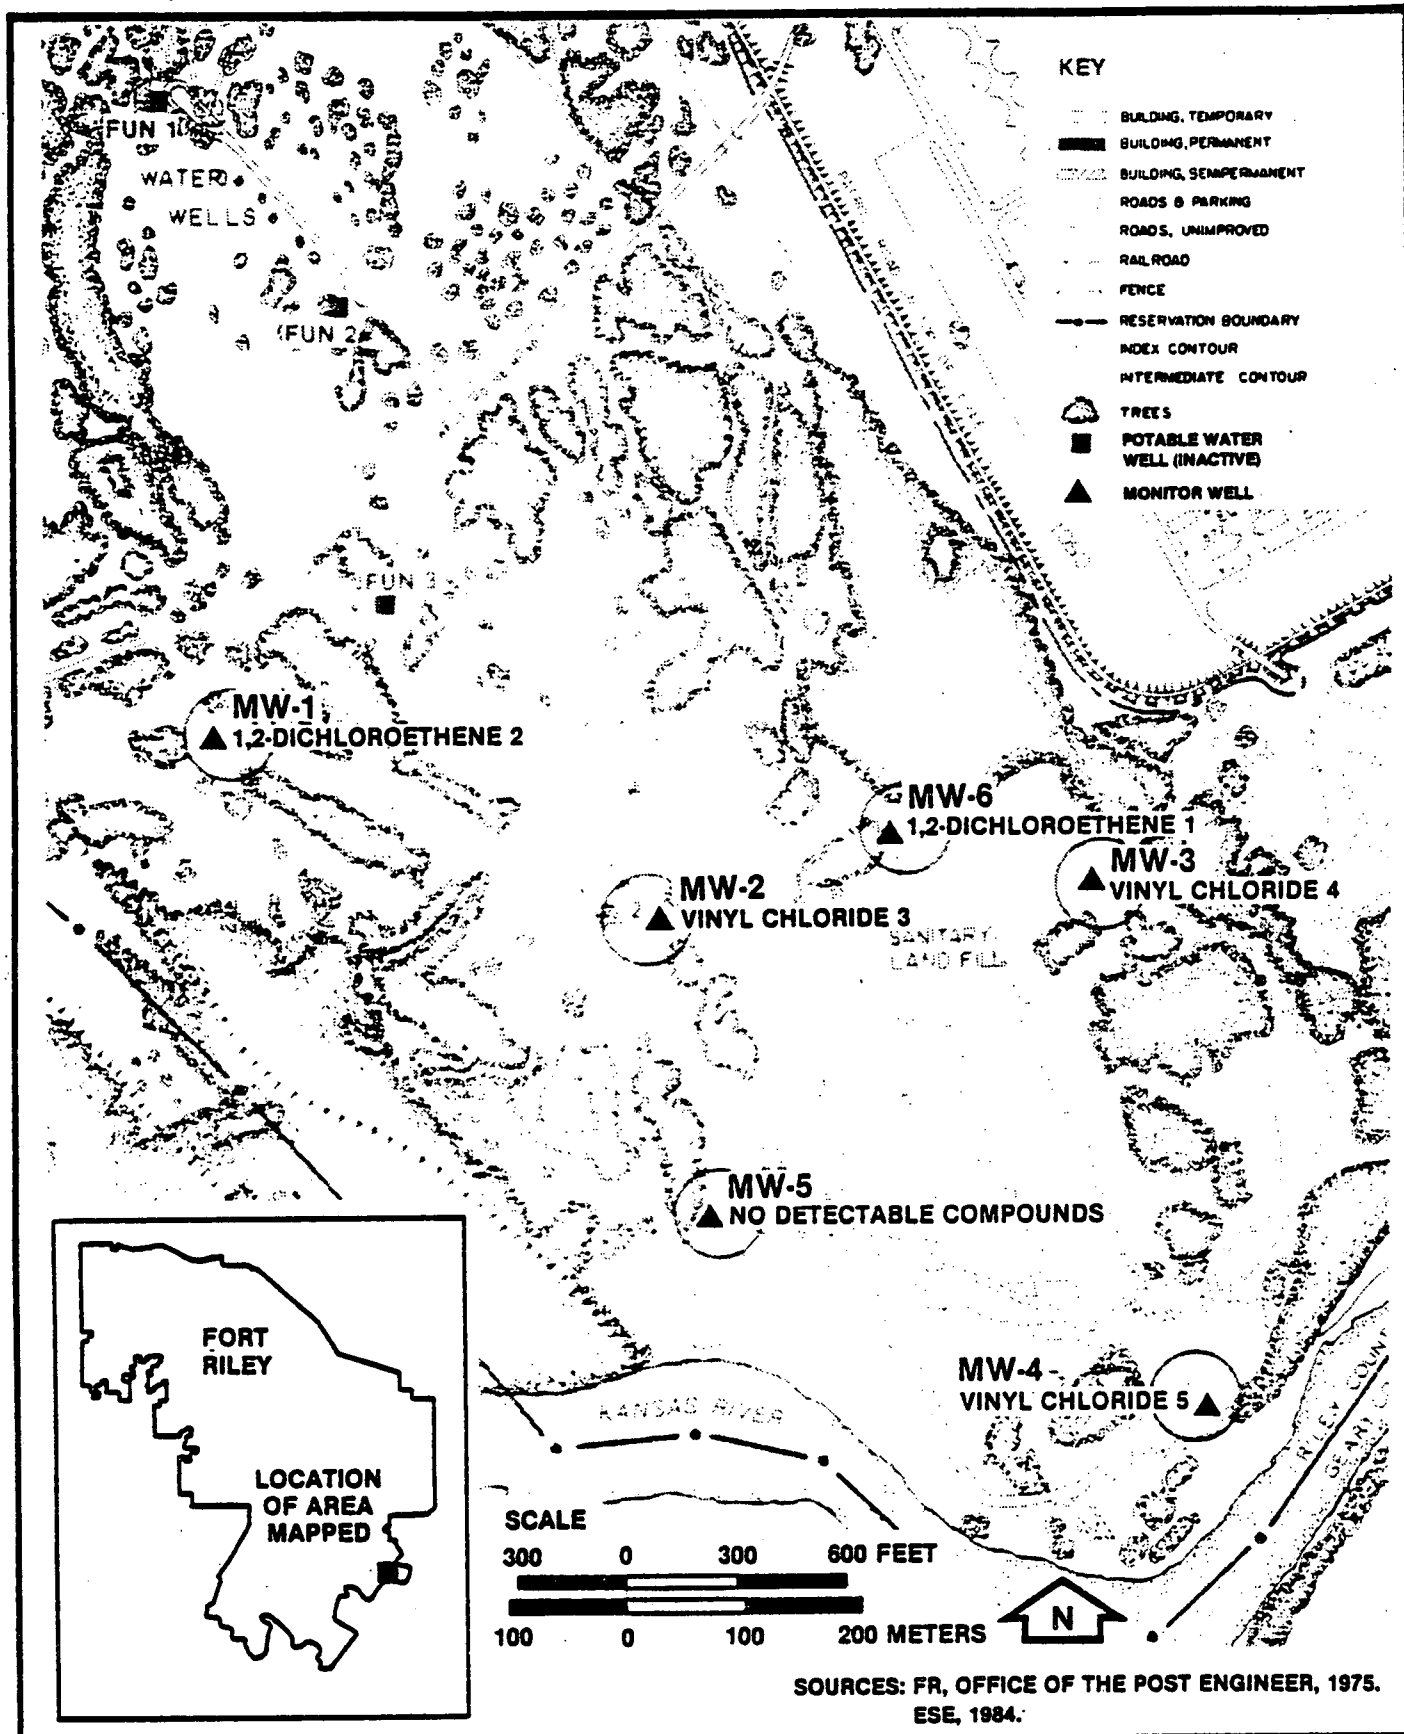 KEY
BUILDING, TEMPORARY
BUILDING, PERMANENT
BUILDING, SEMIPERMANENT
ROADS & PARKING
ROADS, UNIMPROVED
RAILROAD
FENCE
RESERVATION BOUNDARY
INDEX CONTOUR
INTERMEDIATE CONTOUR
TREES
POTABLE WATER
WELL (INACTIVE)
MONITOR WELL
FUN 1
WATER
WELLS
FUN 2
FUN 3
MW-1
1,2-DICHLOROETHENE 2
MW-6
1,2-DICHLOROETHENE 1
MW-3
VINYL CHLORIDE 4
MW-2
VINYL CHLORIDE 3
SANITARY
LAND FILL
MW-5
NO DETECTABLE COMPOUNDS
MW-4
VINYL CHLORIDE 5
KANSAS RIVER
RILEY COUN
GEARY
FORT
RILEY
LOCATION
OF AREA
MAPPED
SCALE
300 0 300 600 FEET
100 0 100 200 METERS
N
SOURCES: FR, OFFICE OF THE POST ENGINEER, 1975.
ESE, 1984.